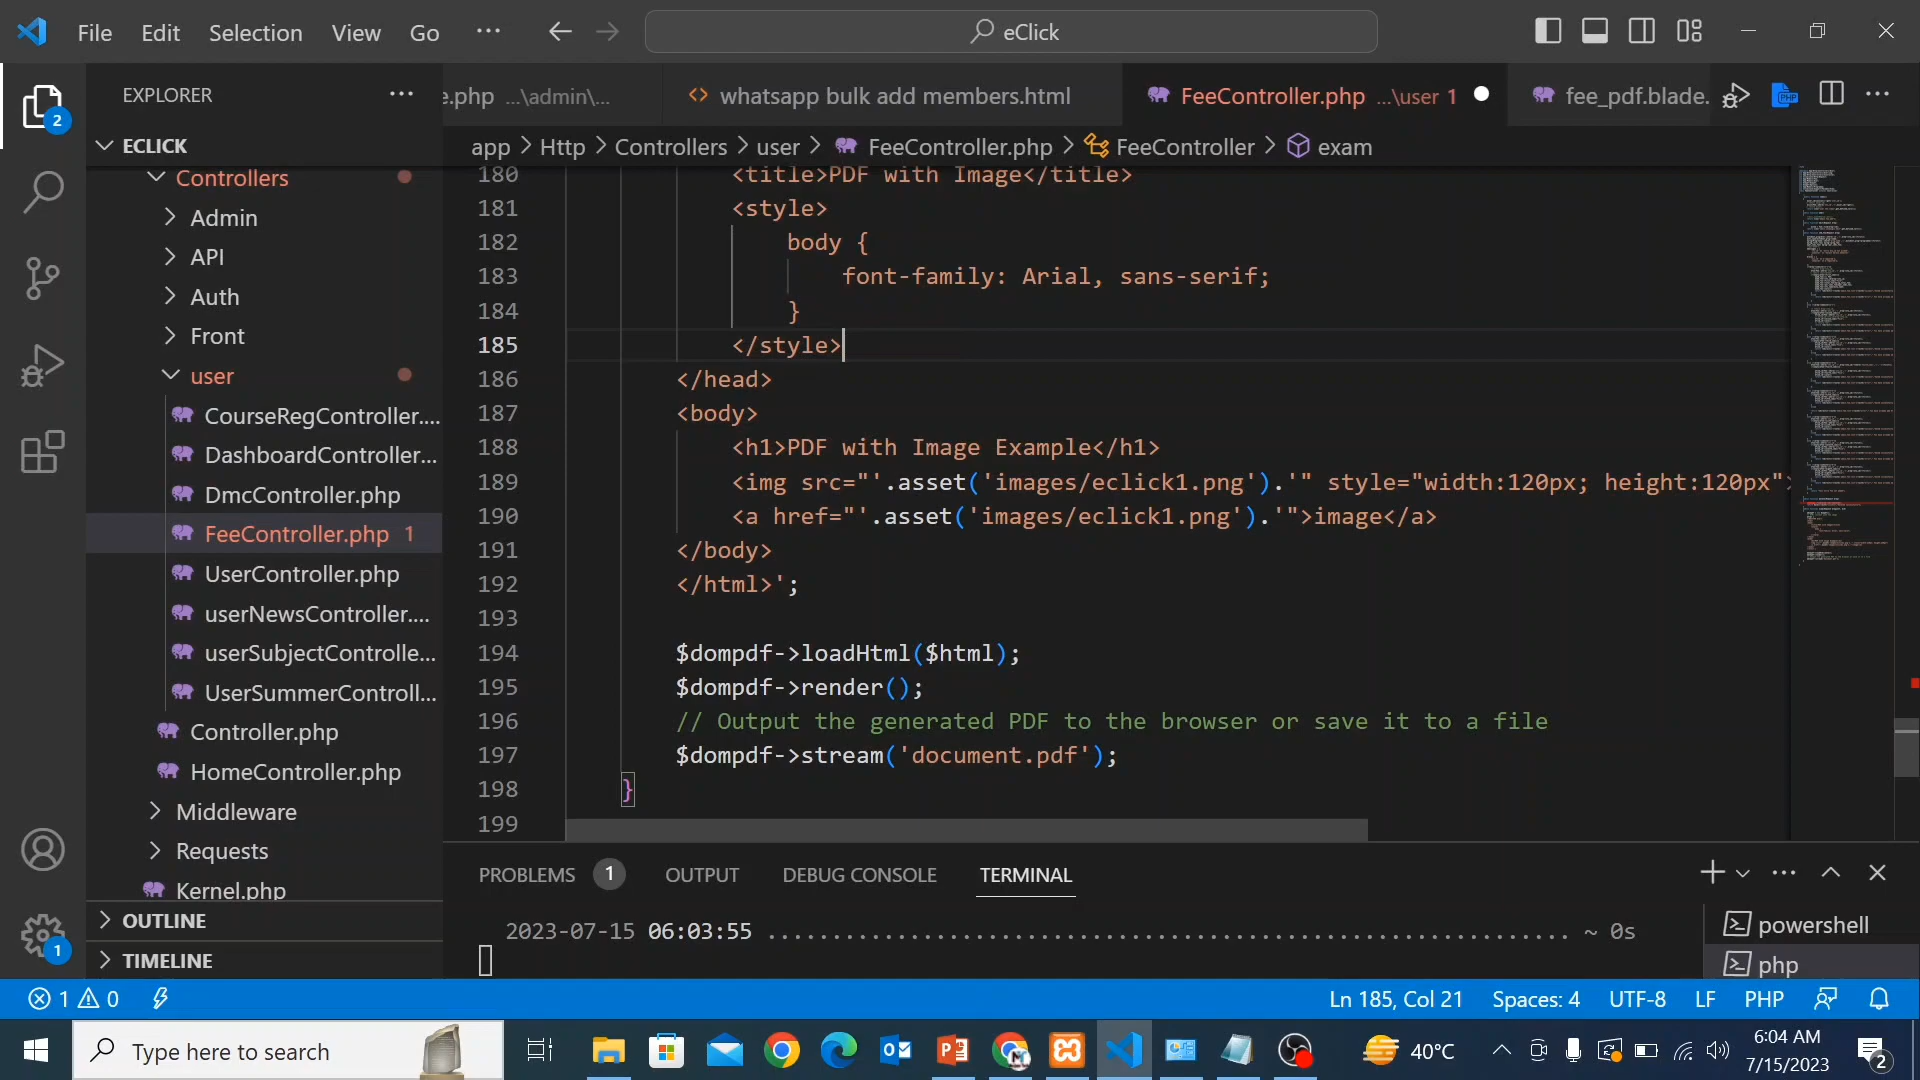 File Edit Selection View Go ··· eClick
EXPLORER ···
e.php ...\admin\... whatsapp bulk add members.html FeeController.php ...\user 1 fee_pdf.blade. ···
ECLICK
app > Http > Controllers > user > FeeController.php > FeeController > exam
Controllers
Admin
API
Auth
Front
user
CourseRegController....
DashboardController...
DmcController.php
FeeController.php 1
UserController.php
userNewsController....
userSubjectControlle...
UserSummerControll...
Controller.php
HomeController.php
Middleware
Requests
Kernel.php
OUTLINE
TIMELINE
2
1
180 <title>PDF with Image</title>
181 <style>
182 body {
183 font-family: Arial, sans-serif;
184 }
185 </style>
186 </head>
187 <body>
188 <h1>PDF with Image Example</h1>
189 <img src="'.asset('images/eclick1.png').'" style="width:120px; height:120px">
190 <a href="'.asset('images/eclick1.png').'">image</a>
191 </body>
192 </html>';
193
194 $dompdf->loadHtml($html);
195 $dompdf->render();
196 // Output the generated PDF to the browser or save it to a file
197 $dompdf->stream('document.pdf');
198 }
199
PROBLEMS 1 OUTPUT DEBUG CONSOLE TERMINAL
2023-07-15 06:03:55 .............................................................. ~ 0s
powershell
php
1 0 Ln 185, Col 21 Spaces: 4 UTF-8 LF PHP
Type here to search 40°C 6:04 AM
7/15/2023
2